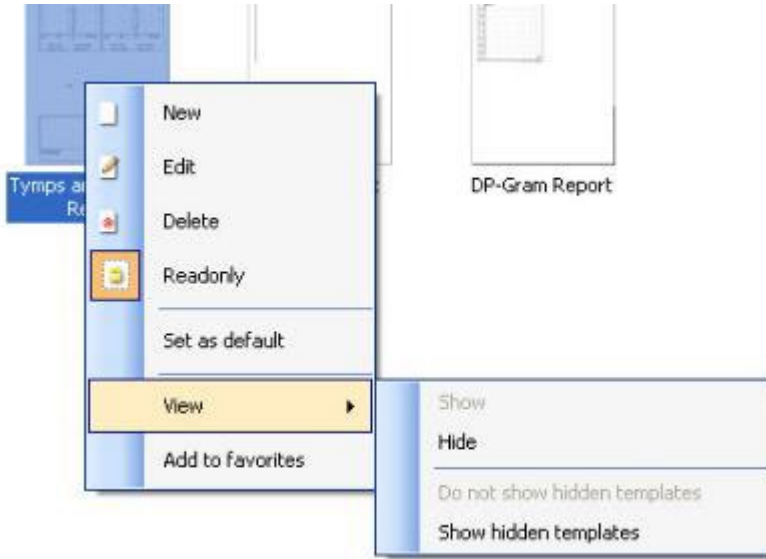 New
Edit
Tymps
DP-Gram Report
Delete
Readonly
Set as default
View
Show
Hide
Add to favorites
Do not show hidden templates
Show hidden templates